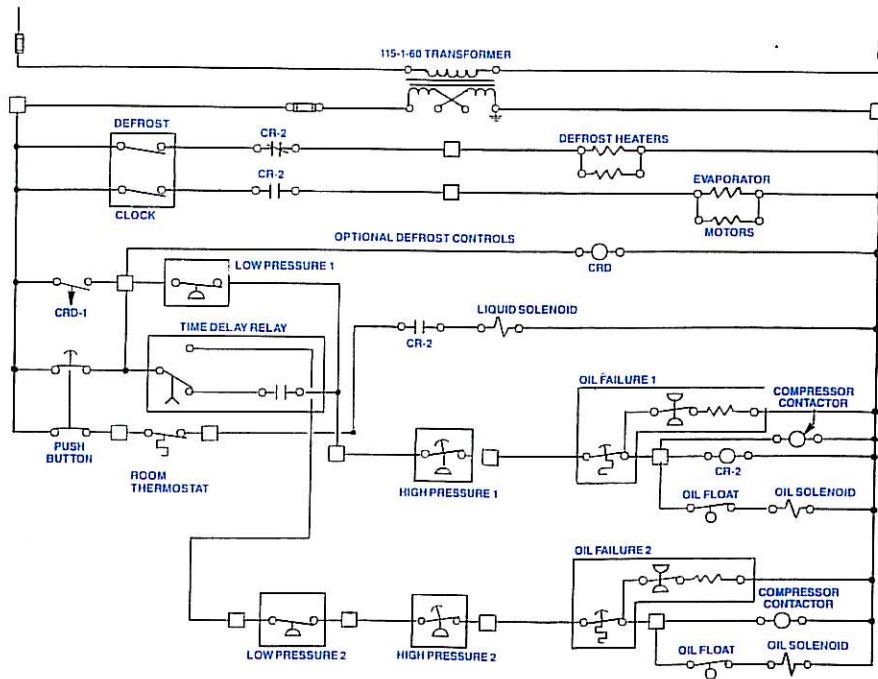 115-1-60 TRANSFORMER
DEFROST
CR-2
DEFROST HEATERS
CR-2
EVAPORATOR
CLOCK
MOTORS
OPTIONAL DEFROST CONTROLS
CRD
LOW PRESSURE 1
LIQUID SOLENOID
CRD-1
TIME DELAY RELAY
CR-2
OIL FAILURE 1
COMPRESSOR
CONTACTOR
PUSH
BUTTON
ROOM
THERMOSTAT
CR-2
HIGH PRESSURE 1
OIL FLOAT
OIL SOLENOID
OIL FAILURE 2
COMPRESSOR
CONTACTOR
LOW PRESSURE 2
HIGH PRESSURE 2
OIL FLOAT
OIL SOLENOID